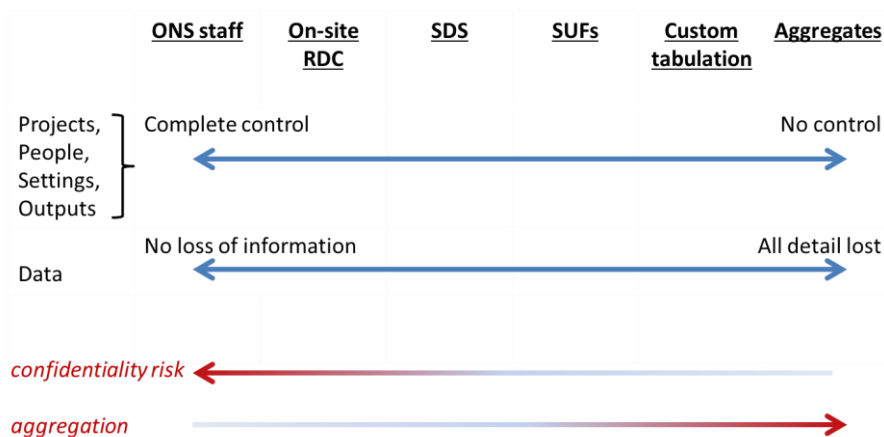 ONS staff
On-site
RDC
SDS
SUFs
Custom
tabulation
Aggregates
Projects,
People,
Settings,
Outputs
Complete control
No control
No loss of information
All detail lost
Data
confidentiality risk
aggregation